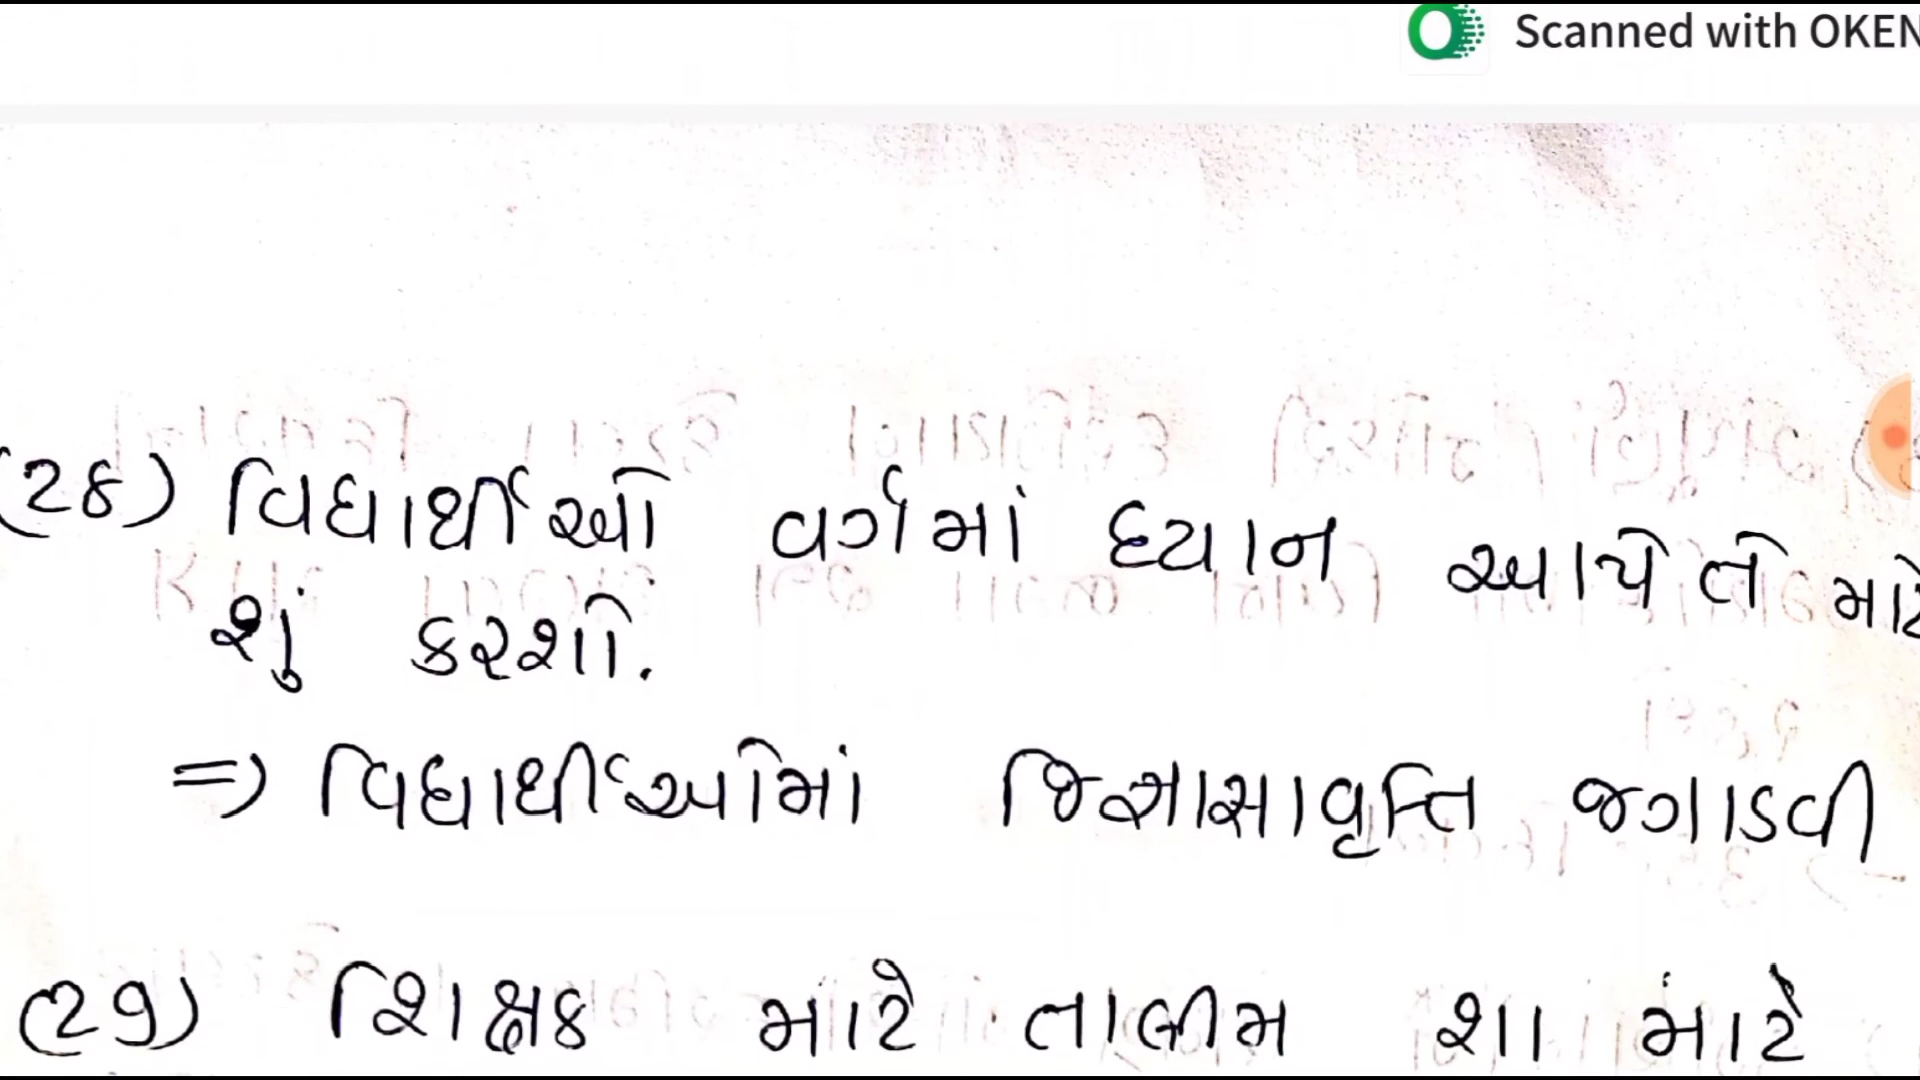 Scanned with OKEN
(28) વિદ્યાર્થીઓ વર્ગમાં ધ્યાન આપે તે માટે
શું કરશો.
=> વિદ્યાર્થીઓમાં જિજ્ઞાસાવૃત્તિ જગાડવી
(29) શિક્ષક માટે તાલીમ શા માટે